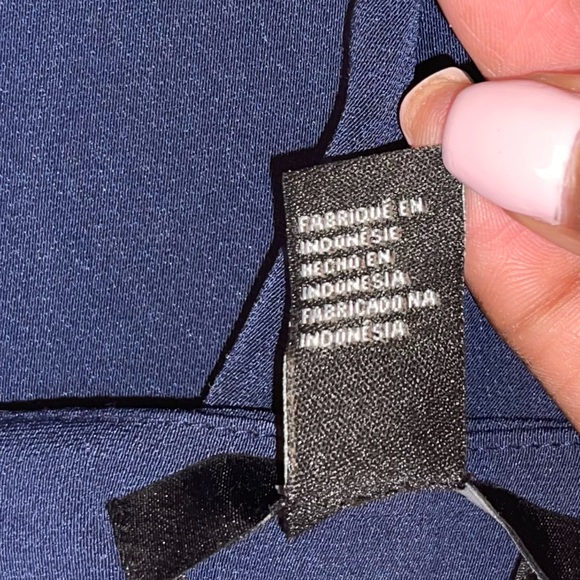 FABRIQUÉ EN
INDONÉSIE
HECHO EN
INDONESIA
FABRICADO NA
INDONÉSIA